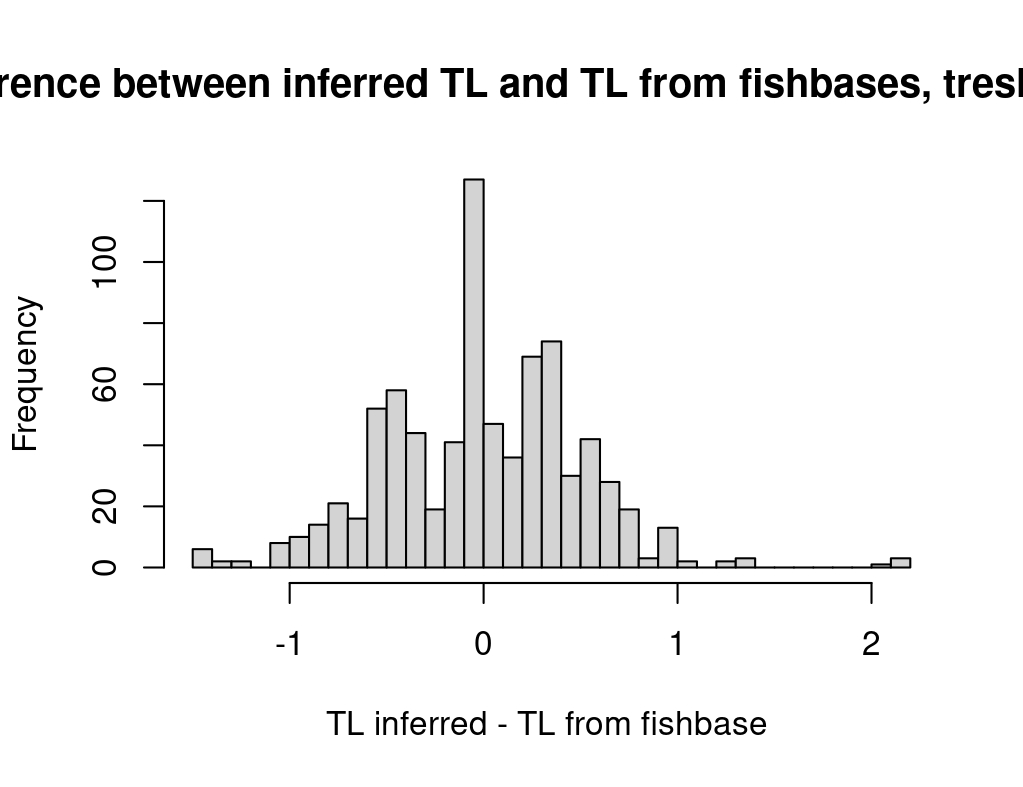 rence between inferred TL and TL from fishbases, tresh
Frequency
100
60
20
0
-1 0 1 2
TL inferred - TL from fishbase